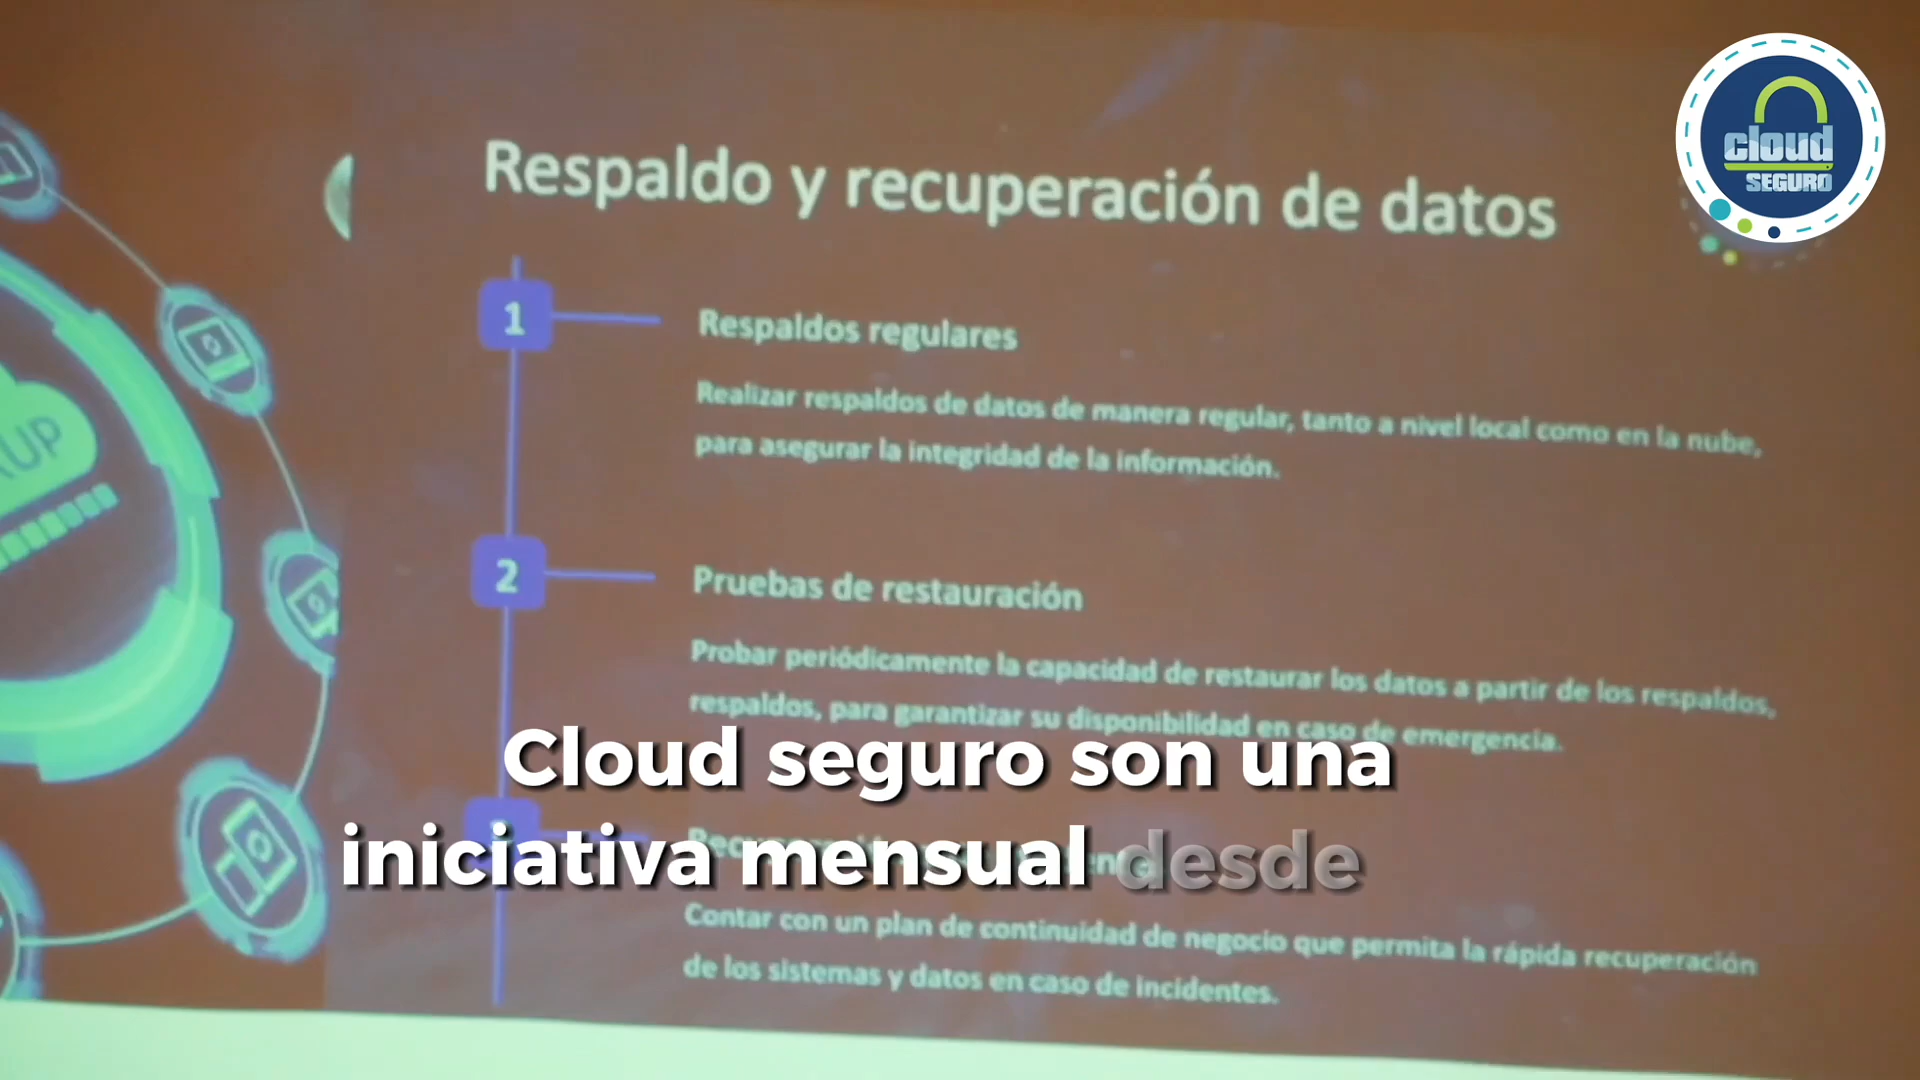 cloud
SEGURO
Respaldo y recuperación de datos
1
Respaldos regulares
Realizar respaldos de datos de manera regular, tanto a nivel local como en la nube,
para asegurar la integridad de la información.
UP
2
Pruebas de restauración
Probar periódicamente la capacidad de restaurar los datos a partir de los respaldos,
respaldos, para garantizar su disponibilidad en caso de emergencia.
Cloud seguro son una
iniciativa mensual desde
Contar con un plan de continuidad de negocio que permita la rápida recuperación
de los sistemas y datos en caso de incidentes.